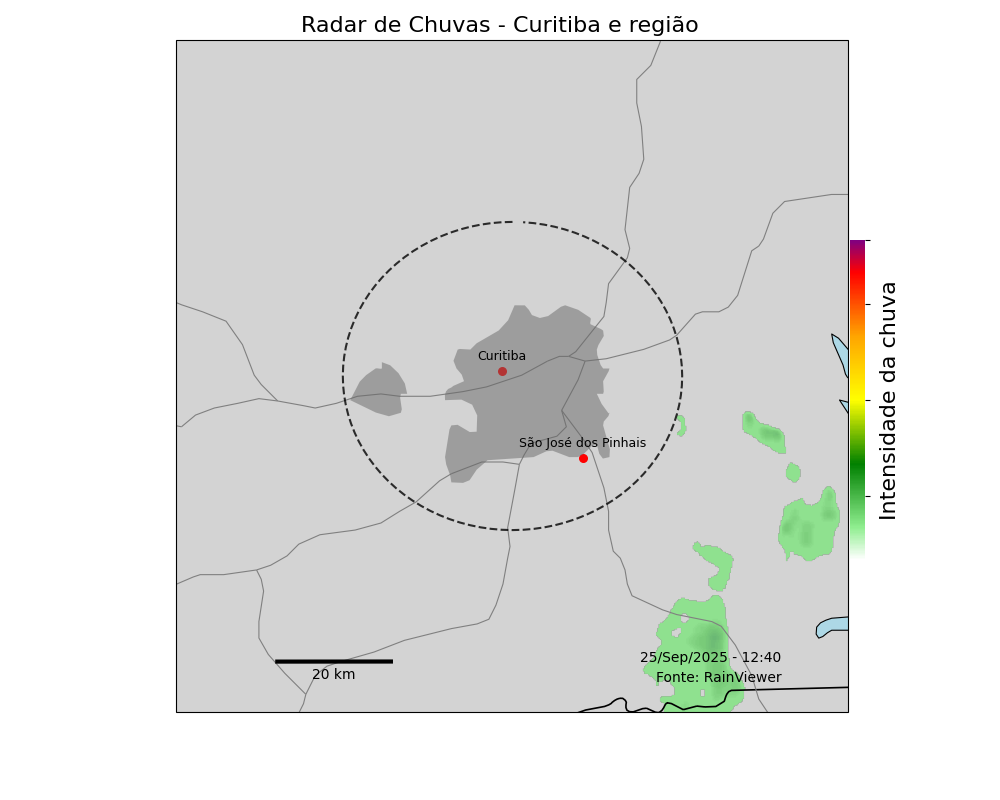 Radar de Chuvas - Curitiba e região
Curitiba
São José dos Pinhais
Intensidade da chuva
25/Sep/2025 - 12:40
Fonte: RainViewer
20 km